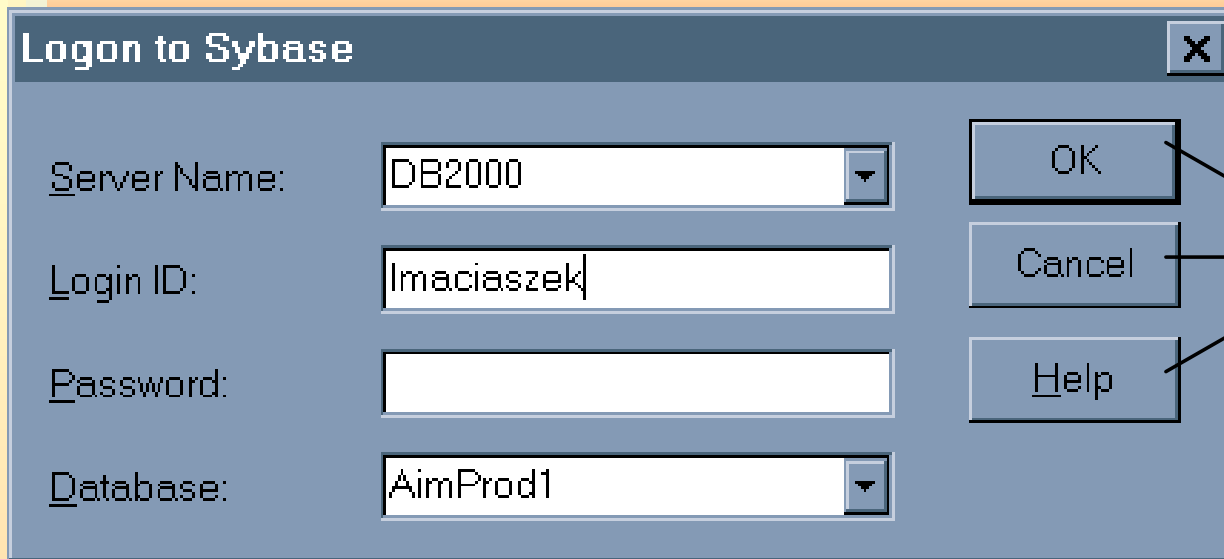 Logon to Sybase
Server Name: DB2000
OK
Login ID: lmaciaszek
Cancel
Password:
Help
Database: AimProd1